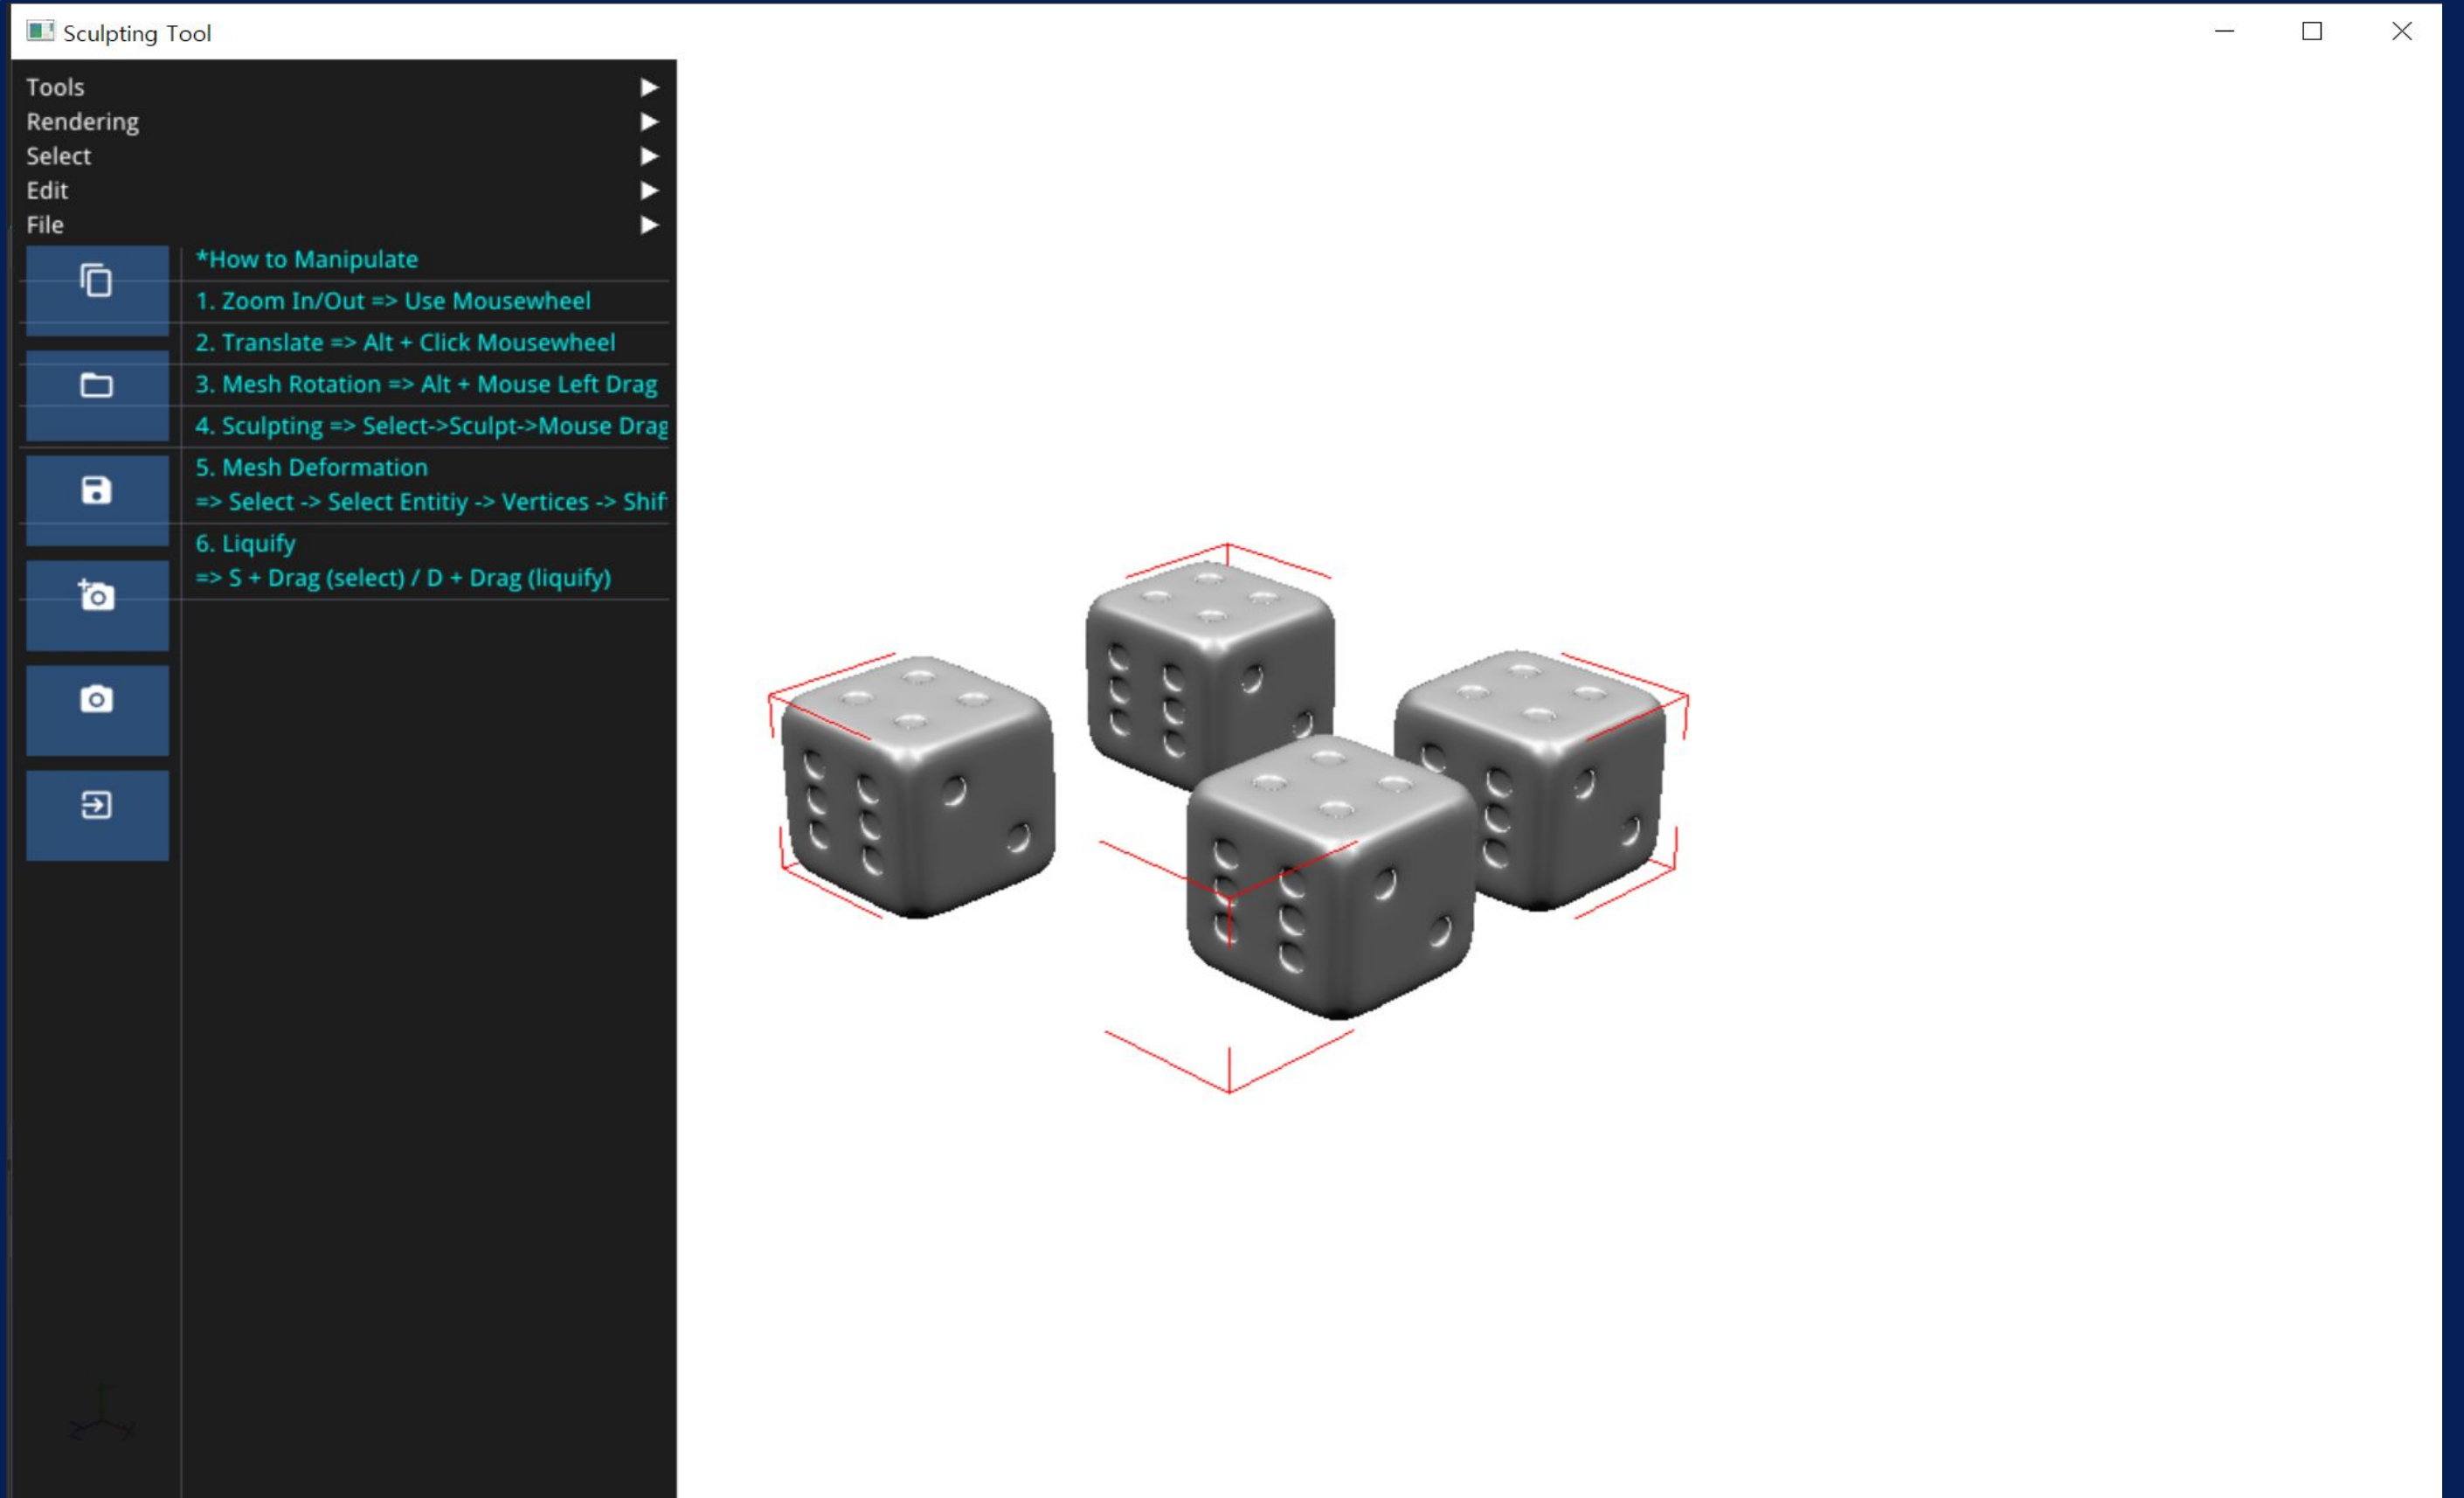 Sculpting Tool
Tools
Rendering
Select
Edit
File
*How to Manipulate
1. Zoom In/Out => Use Mousewheel
2. Translate => Alt + Click Mousewheel
3. Mesh Rotation => Alt + Mouse Left Drag
4. Sculpting => Select->Sculpt->Mouse Drag
5. Mesh Deformation
=> Select -> Select Entitiy -> Vertices -> Shif
6. Liquify
=> S + Drag (select) / D + Drag (liquify)